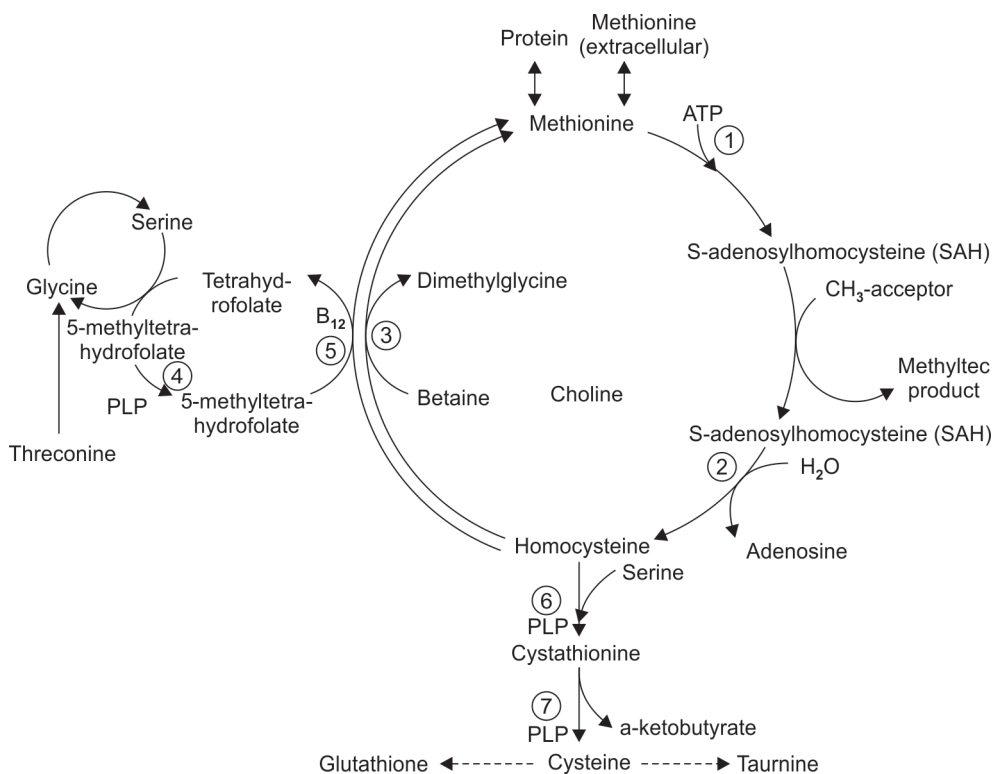 Protein
Methionine
(extracellular)
Methionine
ATP
1
Serine
S-adenosylhomocysteine (SAH)
Glycine
Tetrahyd-
rofolate
Dimethylglycine
CH3-acceptor
5-methyltetra-
hydrofolate
B12
5
3
4
PLP
5-methyltetra-
hydrofolate
Betaine
Choline
Methyltec
product
Threconine
S-adenosylhomocysteine (SAH)
2
H2O
Homocysteine
Adenosine
Serine
6
PLP
Cystathionine
7
PLP
a-ketobutyrate
Glutathione
Cysteine
Taurnine